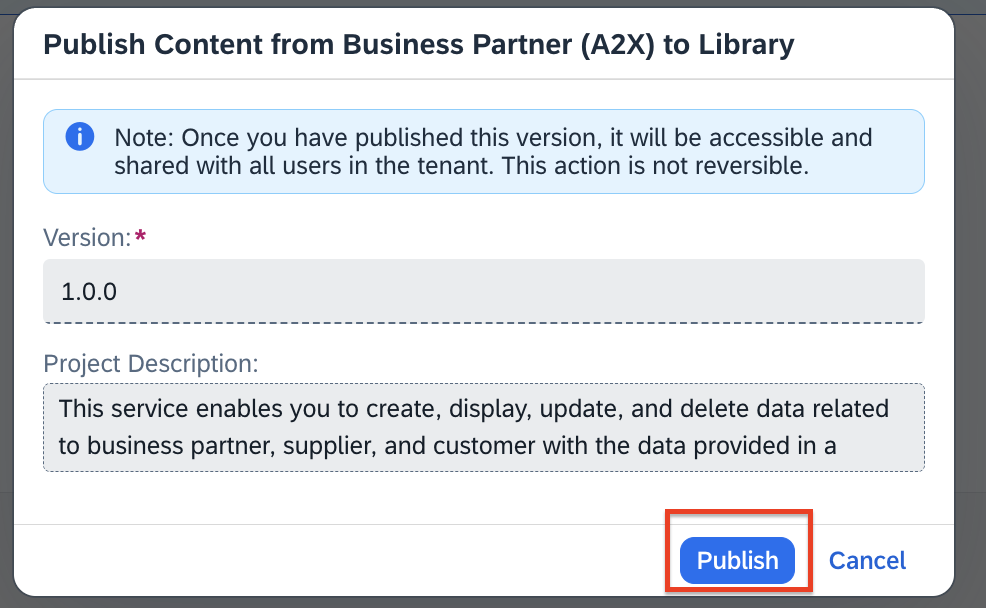 Publish Content from Business Partner (A2X) to Library
Note: Once you have published this version, it will be accessible and
shared with all users in the tenant. This action is not reversible.
Version:*
1.0.0
Project Description:
This service enables you to create, display, update, and delete data related
to business partner, supplier, and customer with the data provided in a
Publish Cancel